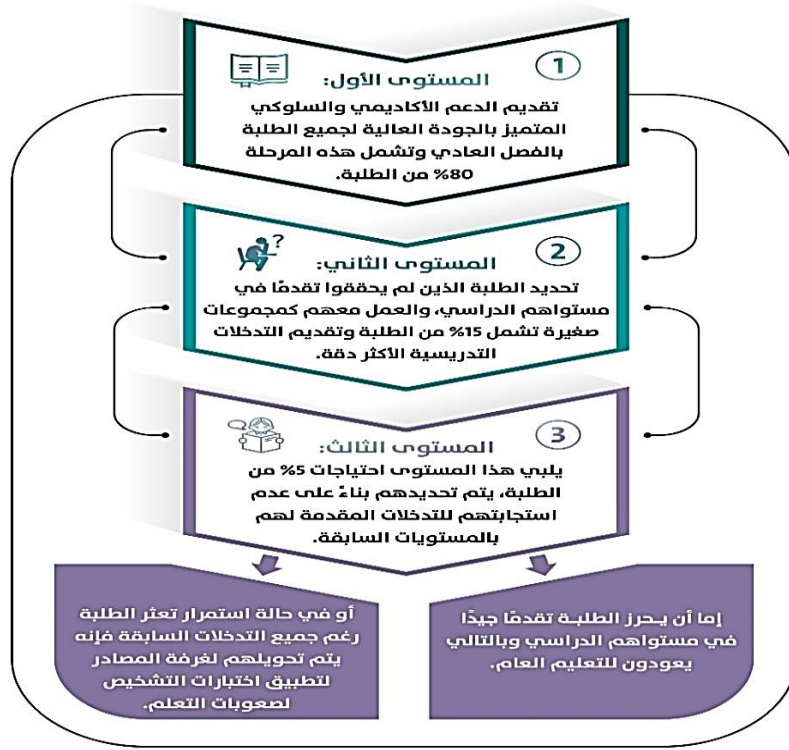 1
المستوى الأول:
تقديم الدعم الأكاديمي والسلوكي
المتميز بالجودة العالية لجميع الطلبة
بالفصل العادي وتشمل هذه المرحلة
80% من الطلبة.
2
?
المستوى الثاني:
تحديد الطلبة الذين لم يحققوا تقدمًا في
مستواهم الدراسي، والعمل معهم كمجموعات
صغيرة تشمل 15% من الطلبة وتقديم التدخلات
التدريسية الأكثر دقة.
3
المستوى الثالث:
يلبي هذا المستوى احتياجات 5% من
الطلبة، يتم تحديدهم بناءً على عدم
استجابتهم للتدخلات المقدمة لهم
بالمستويات السابقة.
إما أن يحرز الطلبة تقدمًا جيدًا
في مستواهم الدراسي وبالتالي
يعودون للتعليم العام.
أو في حالة استمرار تعثر الطلبة
رغم جميع التدخلات السابقة فإنه
يتم تحويلهم لغرفة المصادر
لتطبيق اختبارات التشخيص
لصعوبات التعلم.